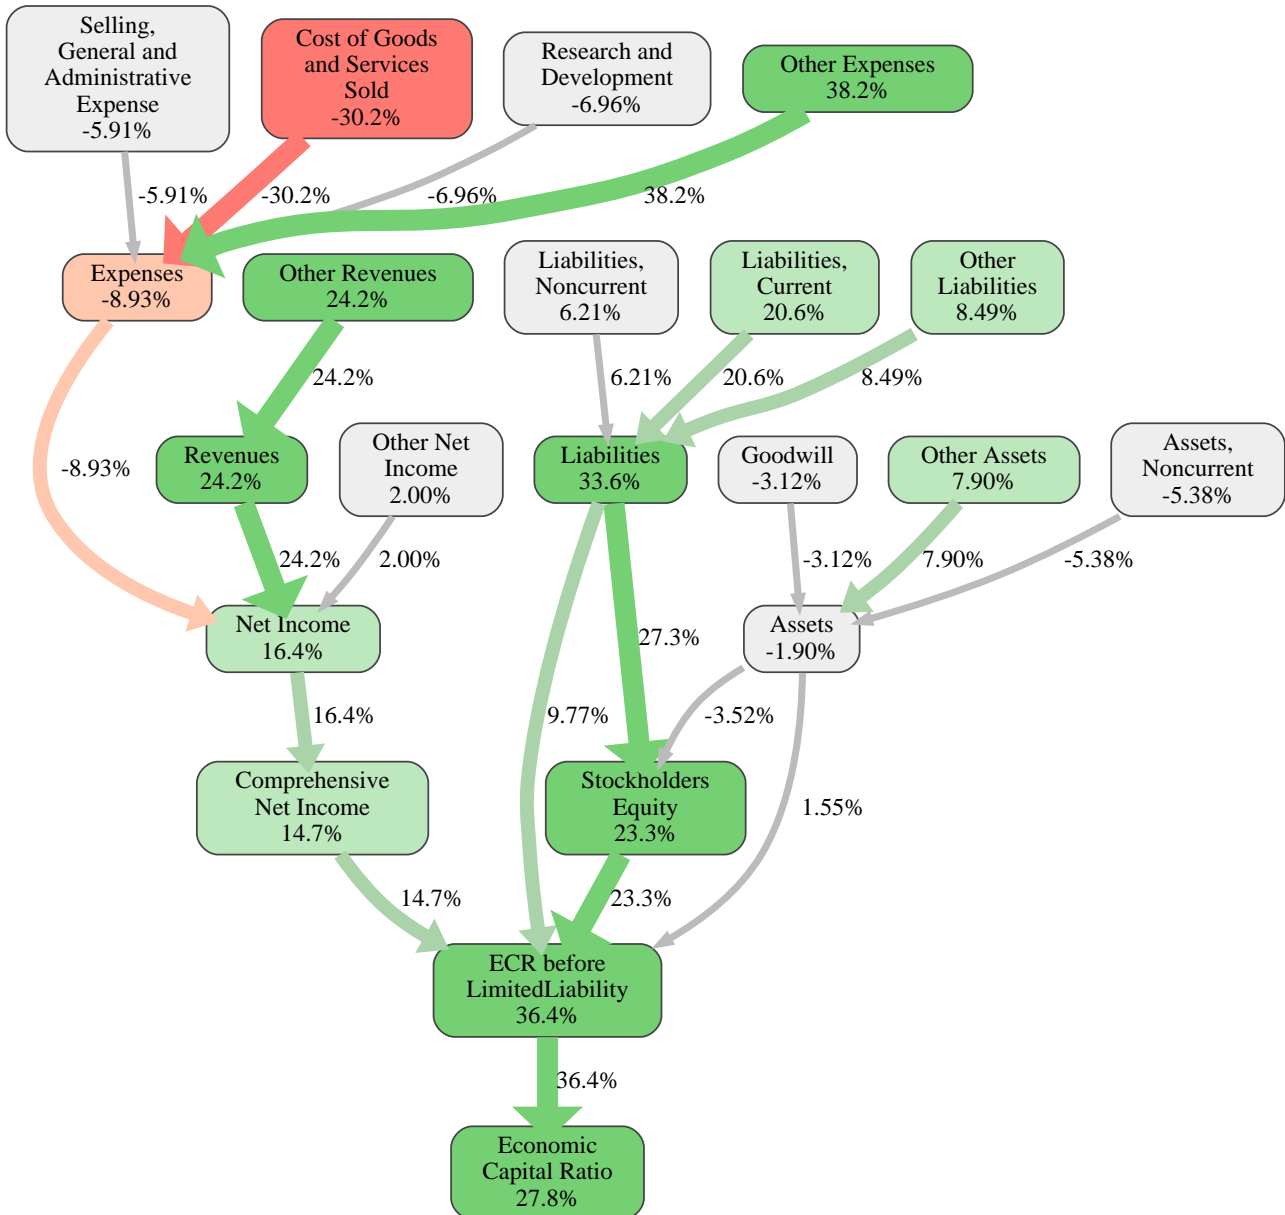 Selling,
General and
Administrative
Expense
-5.91%
Cost of Goods
and Services
Sold
-30.2%
Research and
Development
-6.96%
Other Expenses
38.2%
-5.91%
-30.2%
-6.96%
38.2%
Expenses
-8.93%
Other Revenues
24.2%
Liabilities,
Noncurrent
6.21%
Liabilities,
Current
20.6%
Other
Liabilities
8.49%
24.2%
6.21%
20.6%
8.49%
-8.93%
Revenues
24.2%
Other Net
Income
2.00%
Liabilities
33.6%
Goodwill
-3.12%
Other Assets
7.90%
Assets,
Noncurrent
-5.38%
24.2%
2.00%
-3.12%
7.90%
-5.38%
Net Income
16.4%
27.3%
Assets
-1.90%
16.4%
9.77%
-3.52%
Comprehensive
Net Income
14.7%
Stockholders
Equity
23.3%
1.55%
14.7%
23.3%
ECR before
LimitedLiability
36.4%
36.4%
Economic
Capital Ratio
27.8%